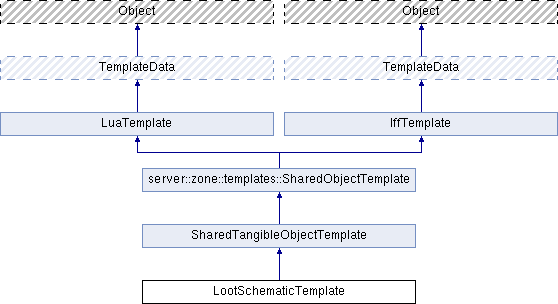 Object
Object
TemplateData
TemplateData
LuaTemplate
IffTemplate
server::zone::templates::SharedObjectTemplate
SharedTangibleObjectTemplate
LootSchematicTemplate